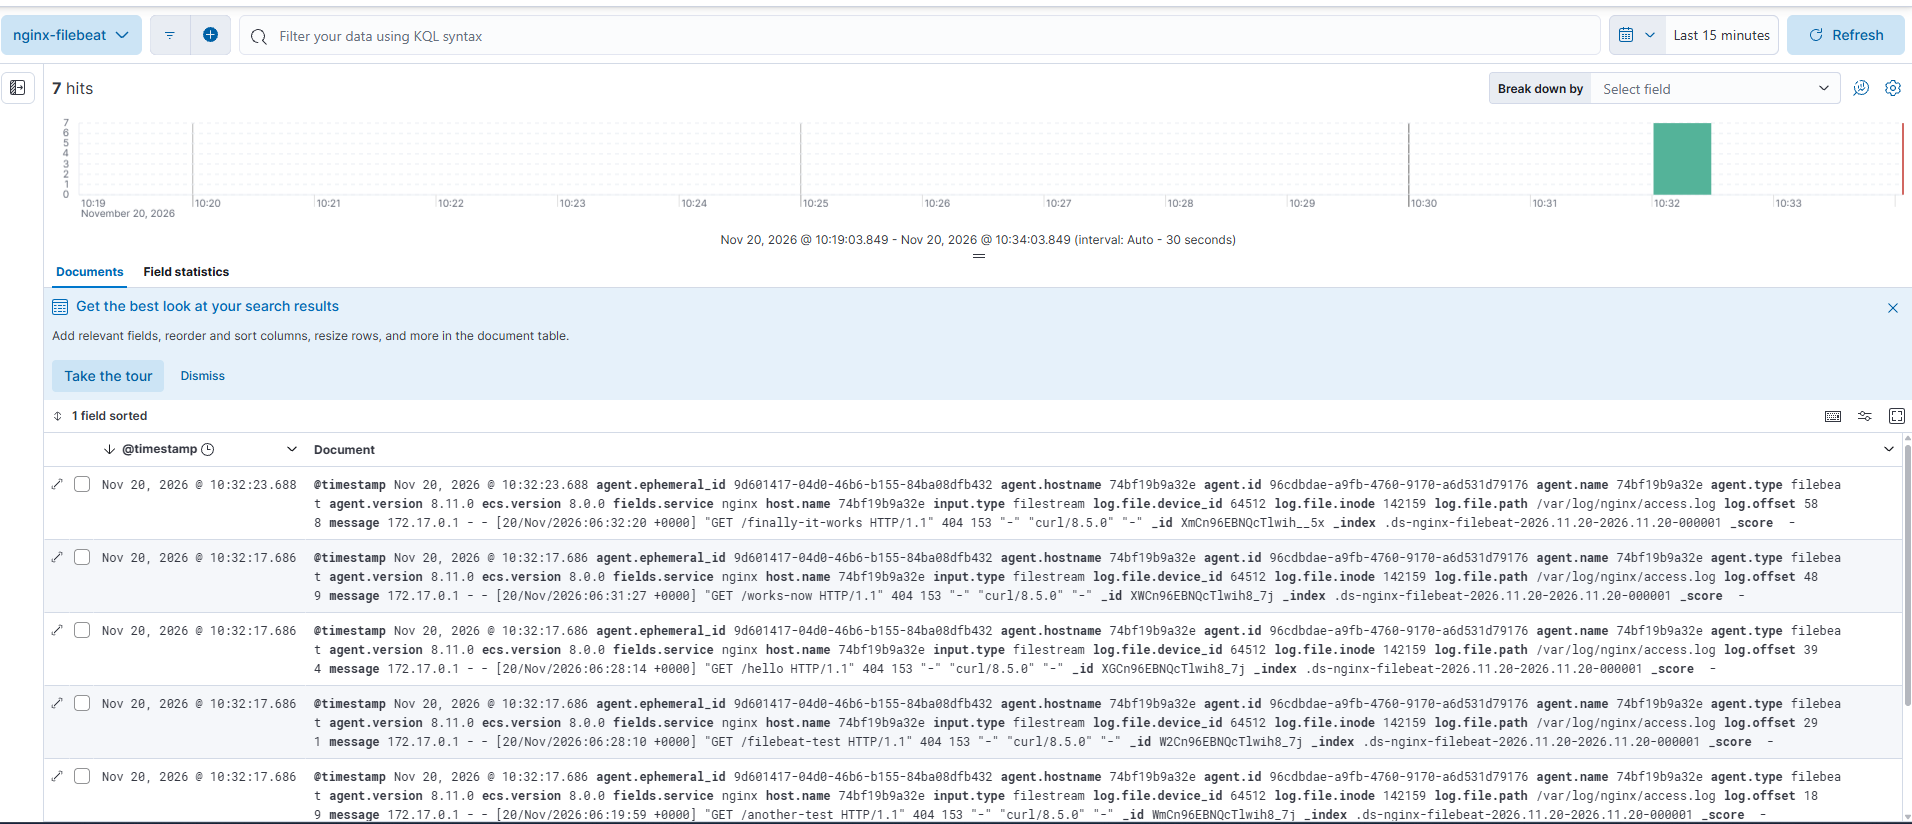 nginx-filebeat
Filter your data using KQL syntax
Last 15 minutes
Refresh
7 hits
Break down by
Select field
7
6
5
4
3
2
1
0
10:19
10:20
10:21
10:22
10:23
10:24
10:25
10:26
10:27
10:28
10:29
10:30
10:31
10:32
10:33
November 20, 2026
Nov 20, 2026 @ 10:19:03.849 - Nov 20, 2026 @ 10:34:03.849 (interval: Auto - 30 seconds)
Documents
Field statistics
Get the best look at your search results
Add relevant fields, reorder and sort columns, resize rows, and more in the document table.
Take the tour
Dismiss
1 field sorted
@timestamp
Document
Nov 20, 2026 @ 10:32:23.688
@timestamp Nov 20, 2026 @ 10:32:23.688 agent.ephemeral_id 9d601417-04d0-46b6-b155-84ba08dfb432 agent.hostname 74bf19b9a32e agent.id 96cdbdae-a9fb-4760-9170-a6d531d79176 agent.name 74bf19b9a32e agent.type filebea
t agent.version 8.11.0 ecs.version 8.0.0 fields.service nginx host.name 74bf19b9a32e input.type filestream log.file.device_id 64512 log.file.inode 142159 log.file.path /var/log/nginx/access.log log.offset 58
8 message 172.17.0.1 - - [20/Nov/2026:06:32:20 +0000] "GET /finally-it-works HTTP/1.1" 404 153 "-" "curl/8.5.0" "-" _id XmCn96EBNQcTlwih__5x _index .ds-nginx-filebeat-2026.11.20-2026.11.20-000001 _score -
Nov 20, 2026 @ 10:32:17.686
@timestamp Nov 20, 2026 @ 10:32:17.686 agent.ephemeral_id 9d601417-04d0-46b6-b155-84ba08dfb432 agent.hostname 74bf19b9a32e agent.id 96cdbdae-a9fb-4760-9170-a6d531d79176 agent.name 74bf19b9a32e agent.type filebea
t agent.version 8.11.0 ecs.version 8.0.0 fields.service nginx host.name 74bf19b9a32e input.type filestream log.file.device_id 64512 log.file.inode 142159 log.file.path /var/log/nginx/access.log log.offset 48
9 message 172.17.0.1 - - [20/Nov/2026:06:31:27 +0000] "GET /works-now HTTP/1.1" 404 153 "-" "curl/8.5.0" "-" _id XWCn96EBNQcTlwih8_7j _index .ds-nginx-filebeat-2026.11.20-2026.11.20-000001 _score -
Nov 20, 2026 @ 10:32:17.686
@timestamp Nov 20, 2026 @ 10:32:17.686 agent.ephemeral_id 9d601417-04d0-46b6-b155-84ba08dfb432 agent.hostname 74bf19b9a32e agent.id 96cdbdae-a9fb-4760-9170-a6d531d79176 agent.name 74bf19b9a32e agent.type filebea
t agent.version 8.11.0 ecs.version 8.0.0 fields.service nginx host.name 74bf19b9a32e input.type filestream log.file.device_id 64512 log.file.inode 142159 log.file.path /var/log/nginx/access.log log.offset 39
4 message 172.17.0.1 - - [20/Nov/2026:06:28:14 +0000] "GET /hello HTTP/1.1" 404 153 "-" "curl/8.5.0" "-" _id XGCn96EBNQcTlwih8_7j _index .ds-nginx-filebeat-2026.11.20-2026.11.20-000001 _score -
Nov 20, 2026 @ 10:32:17.686
@timestamp Nov 20, 2026 @ 10:32:17.686 agent.ephemeral_id 9d601417-04d0-46b6-b155-84ba08dfb432 agent.hostname 74bf19b9a32e agent.id 96cdbdae-a9fb-4760-9170-a6d531d79176 agent.name 74bf19b9a32e agent.type filebea
t agent.version 8.11.0 ecs.version 8.0.0 fields.service nginx host.name 74bf19b9a32e input.type filestream log.file.device_id 64512 log.file.inode 142159 log.file.path /var/log/nginx/access.log log.offset 29
1 message 172.17.0.1 - - [20/Nov/2026:06:28:10 +0000] "GET /filebeat-test HTTP/1.1" 404 153 "-" "curl/8.5.0" "-" _id W2Cn96EBNQcTlwih8_7j _index .ds-nginx-filebeat-2026.11.20-2026.11.20-000001 _score -
Nov 20, 2026 @ 10:32:17.686
@timestamp Nov 20, 2026 @ 10:32:17.686 agent.ephemeral_id 9d601417-04d0-46b6-b155-84ba08dfb432 agent.hostname 74bf19b9a32e agent.id 96cdbdae-a9fb-4760-9170-a6d531d79176 agent.name 74bf19b9a32e agent.type filebea
t agent.version 8.11.0 ecs.version 8.0.0 fields.service nginx host.name 74bf19b9a32e input.type filestream log.file.device_id 64512 log.file.inode 142159 log.file.path /var/log/nginx/access.log log.offset 18
9 message 172.17.0.1 - - [20/Nov/2026:06:19:59 +0000] "GET /another-test HTTP/1.1" 404 153 "-" "curl/8.5.0" "-" _id WmCn96EBNQcTlwih8_7j _index .ds-nginx-filebeat-2026.11.20-2026.11.20-000001 _score -